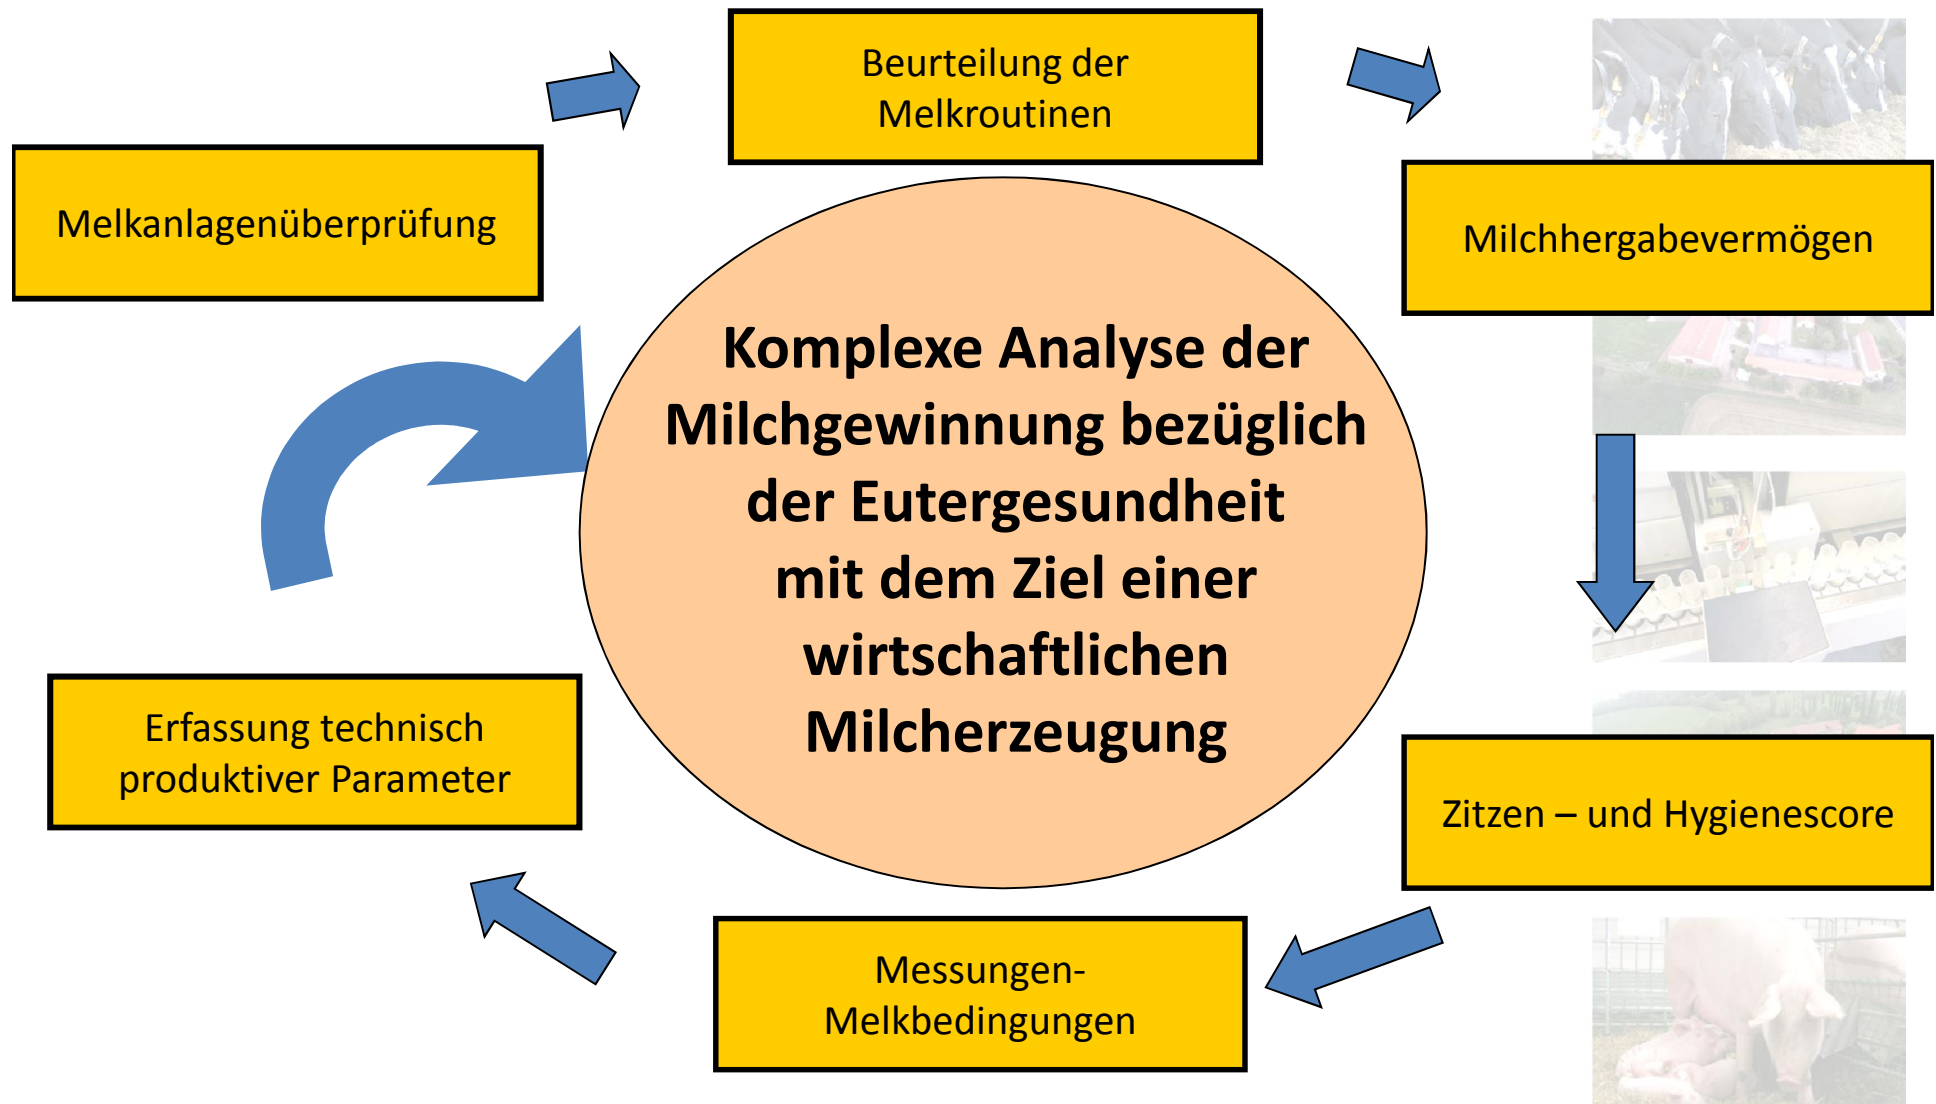 Beurteilung der
Melkroutinen
Melkanlagenüberprüfung
Milchhergabevermögen
Komplexe Analyse der
Milchgewinnung bezüglich
der Eutergesundheit
mit dem Ziel einer
wirtschaftlichen
Milcherzeugung
Erfassung technisch
produktiver Parameter
Zitzen – und Hygienescore
Messungen-
Melkbedingungen